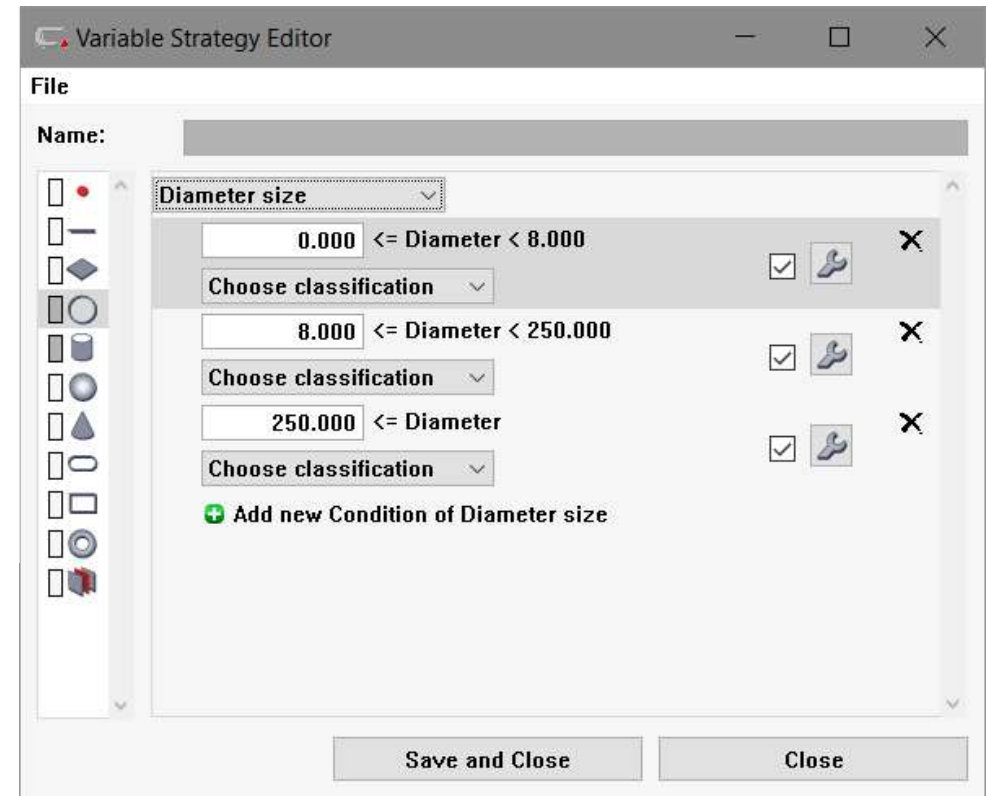 Variable Strategy Editor
File
Name:
Diameter size
0.000 <= Diameter < 8.000
Choose classification
8.000 <= Diameter < 250.000
Choose classification
250.000 <= Diameter
Choose classification
Add new Condition of Diameter size
Save and Close Close